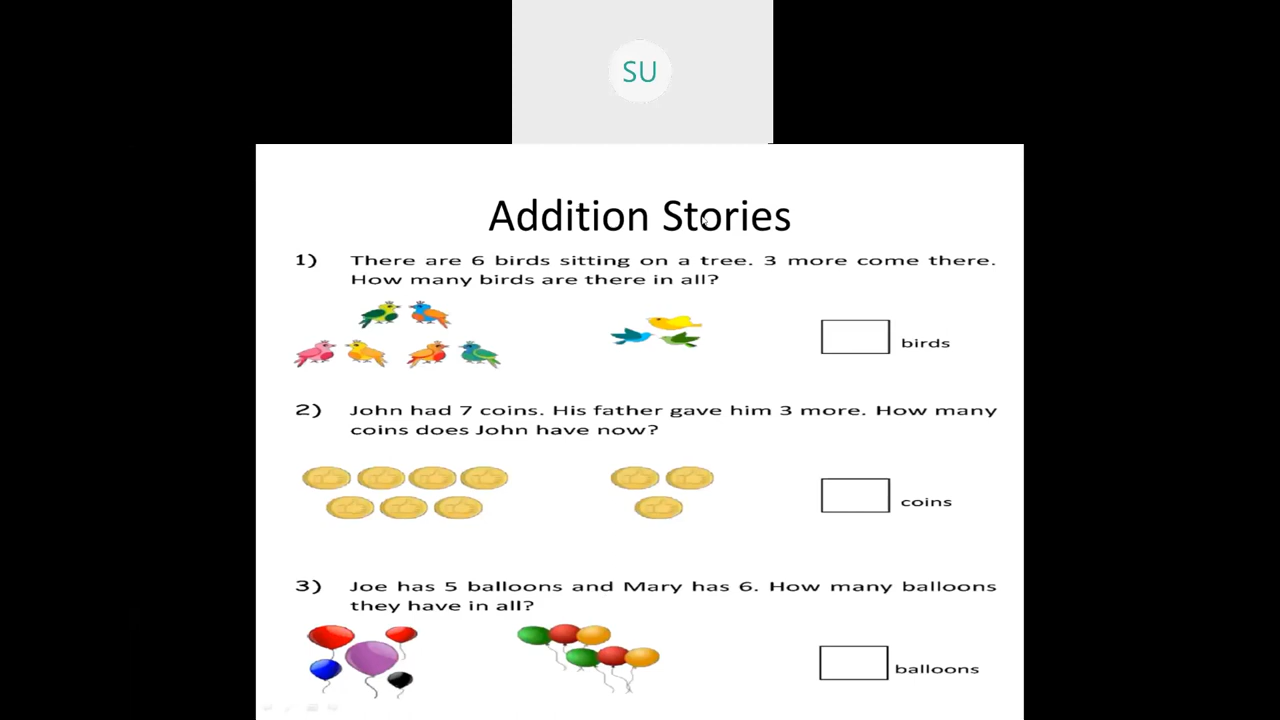 SU
Addition Stories
1) There are 6 birds sitting on a tree. 3 more come there.
How many birds are there in all?
birds
2) John had 7 coins. His father gave him 3 more. How many
coins does John have now?
coins
3) Joe has 5 balloons and Mary has 6. How many balloons
they have in all?
balloons